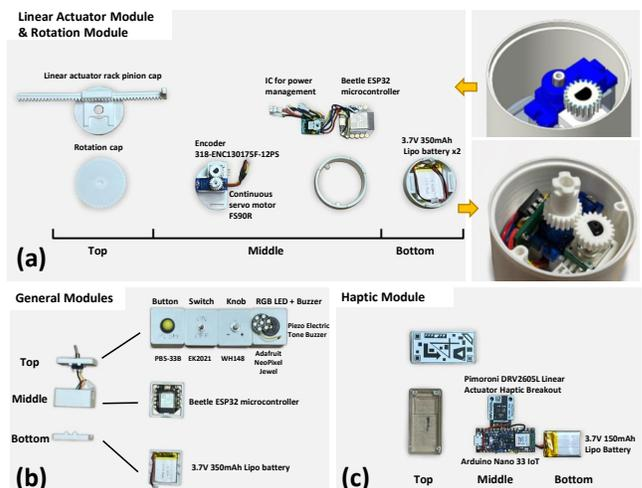 Linear Actuator Module
& Rotation Module
Linear actuator rack pinion cap
IC for power
management
Beetle ESP32
microcontroller
Rotation cap
Encoder
318-ENC130175F-12PS
3.7V 350mAh
Lipo battery x2
Continuous
servo motor
FS90R
(a)
Top
Middle
Bottom
General Modules
Button
Switch
Knob
RGB LED + Buzzer
Piezo Electric
Tone Buzzer
PBS-33B
EK2021
WH148
Adafruit
NeoPixel
Jewel
Top
Middle
Beetle ESP32 microcontroller
Bottom
3.7V 350mAh Lipo battery
(b)
Haptic Module
Pimoroni DRV2605L Linear
Actuator Haptic Breakout
3.7V 150mAh
Lipo Battery
Arduino Nano 33 IoT
(c)
Top
Middle
Bottom